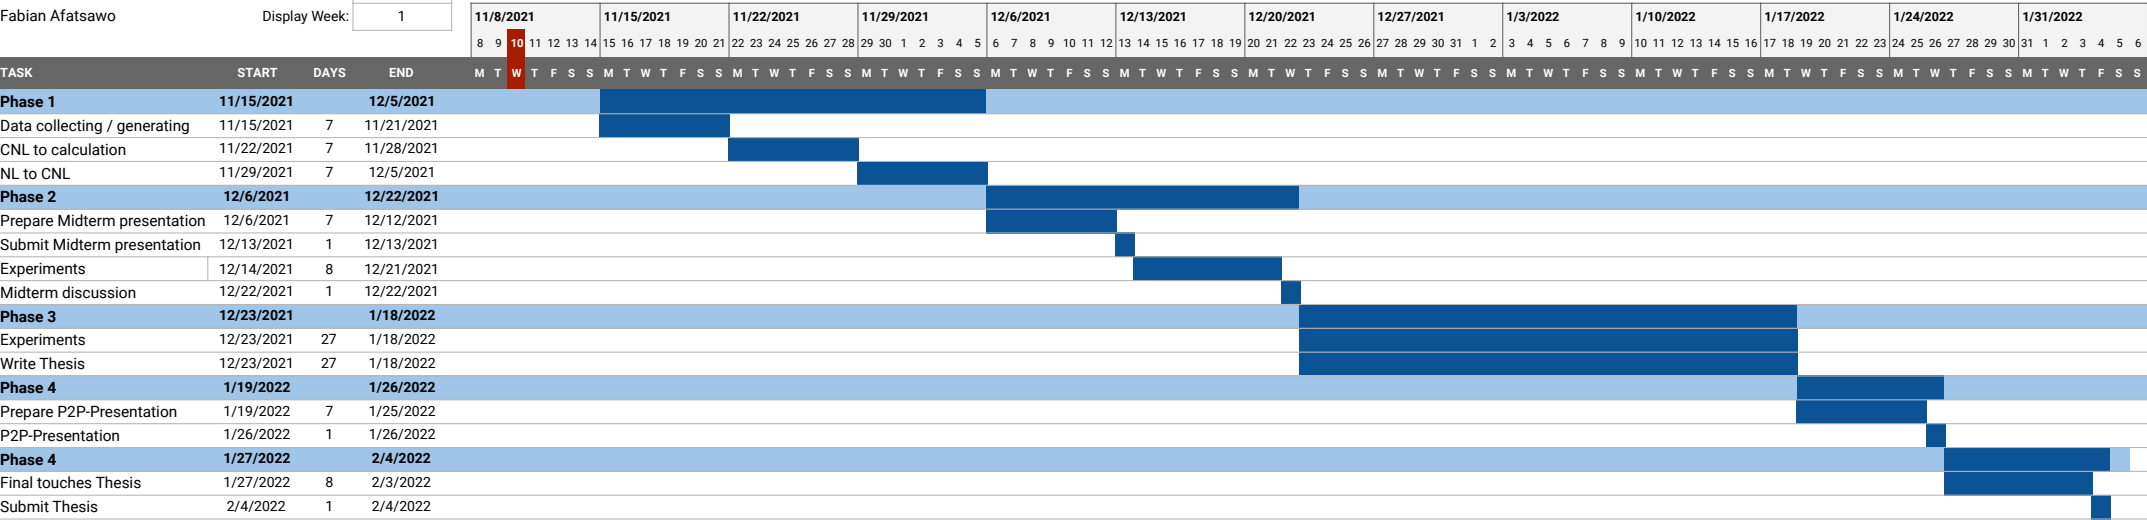 Fabian Afatsawo Display Week: 1 11/8/2021 11/15/2021 11/22/2021 11/29/2021 12/6/2021 12/13/2021 12/20/2021 12/27/2021 1/3/2022 1/10/2022 1/17/2022 1/24/2022 1/31/2022
8 9 10 11 12 13 14 15 16 17 18 19 20 21 22 23 24 25 26 27 28 29 30 1 2 3 4 5 6 7 8 9 10 11 12 13 14 15 16 17 18 19 20 21 22 23 24 25 26 27 28 29 30 31 1 2 3 4 5 6 7 8 9 10 11 12 13 14 15 16 17 18 19 20 21 22 23 24 25 26 27 28 29 30 31 1 2 3 4 5 6
TASK START DAYS END M T W T F S S M T W T F S S M T W T F S S M T W T F S S M T W T F S S M T W T F S S M T W T F S S M T W T F S S M T W T F S S M T W T F S S M T W T F S S M T W T F S S M T W T F S S
Phase 1 11/15/2021 12/5/2021
Data collecting / generating 11/15/2021 7 11/21/2021
CNL to calculation 11/22/2021 7 11/28/2021
NL to CNL 11/29/2021 7 12/5/2021
Phase 2 12/6/2021 12/22/2021
Prepare Midterm presentation 12/6/2021 7 12/12/2021
Submit Midterm presentation 12/13/2021 1 12/13/2021
Experiments 12/14/2021 8 12/21/2021
Midterm discussion 12/22/2021 1 12/22/2021
Phase 3 12/23/2021 1/18/2022
Experiments 12/23/2021 27 1/18/2022
Write Thesis 12/23/2021 27 1/18/2022
Phase 4 1/19/2022 1/26/2022
Prepare P2P-Presentation 1/19/2022 7 1/25/2022
P2P-Presentation 1/26/2022 1 1/26/2022
Phase 4 1/27/2022 2/4/2022
Final touches Thesis 1/27/2022 8 2/3/2022
Submit Thesis 2/4/2022 1 2/4/2022